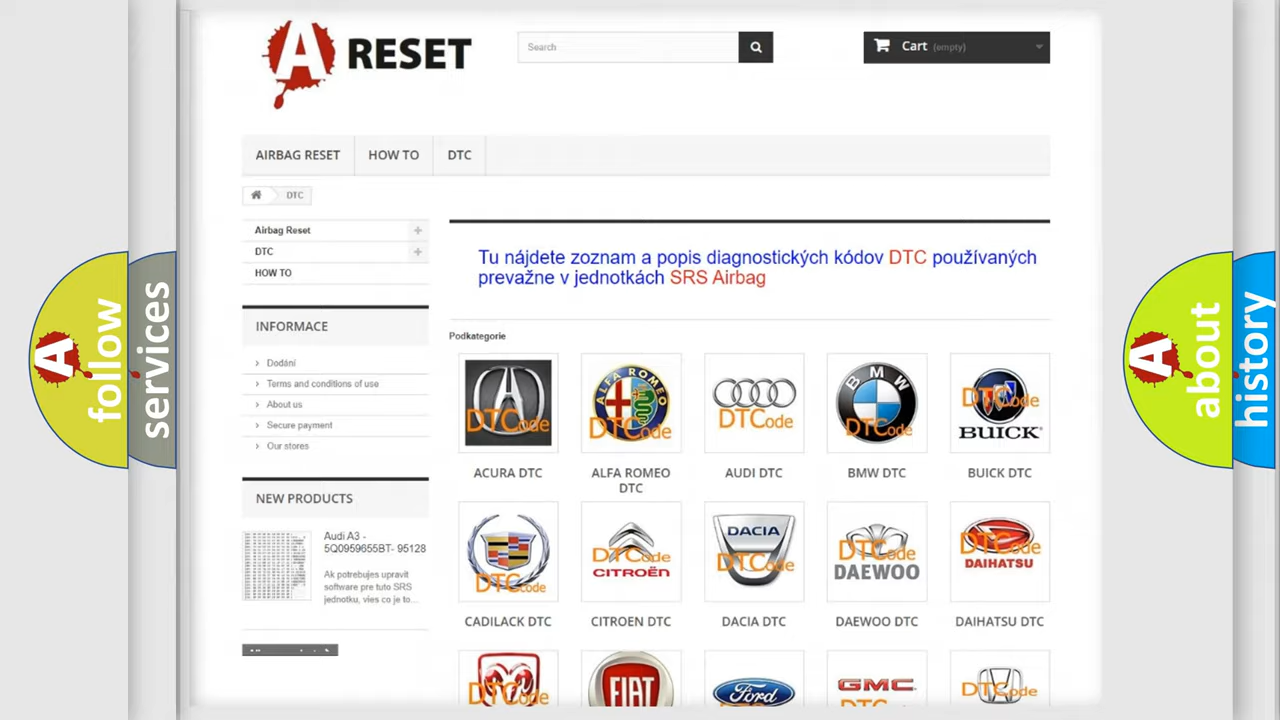 A RESET
Search
Cart (empty)
AIRBAG RESET
HOW TO
DTC
DTC
Airbag Reset
DTC
HOW TO
INFORMACE
Dodání
Terms and conditions of use
About us
Secure payment
Our stores
NEW PRODUCTS
Audi A3 -
5Q0959655BT- 95128
Ak potrebujes upravit
software pre tuto SRS
jednotku, vies co je to...
Tu nájdete zoznam a popis diagnostických kódov DTC používaných
prevažne v jednotkách SRS Airbag
Podkategorie
DTCode
ACURA DTC
ALFA ROMEO
DTCode
ALFA ROMEO
DTC
DTCode
AUDI DTC
BMW
DTCode
BMW DTC
DTCode
BUICK
BUICK DTC
DTCode
CADILACK DTC
DTCode
CITROËN
CITROEN DTC
DACIA
DTCode
DACIA DTC
DTCode
DAEWOO
DAEWOO DTC
DTCode
DAIHATSU
DAIHATSU DTC
DTCode
FIAT
Ford
GMC
DTCode
A follow
services
A about
history